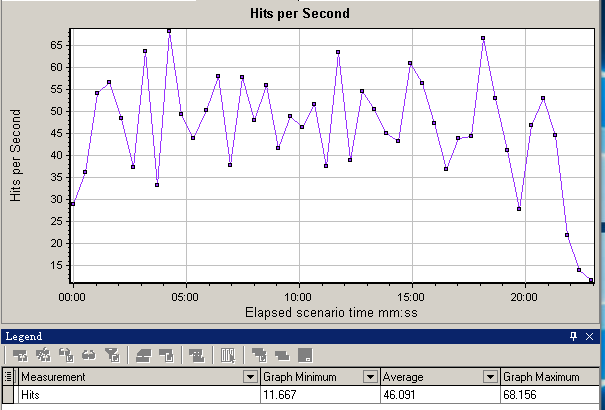 Hits per Second
Hits per Second
65
60
55
50
45
40
35
30
25
20
15
00:00 05:00 10:00 15:00 20:00
Elapsed scenario time mm:ss
Legend
Measurement Graph Minimum Average Graph Maximum
Hits 11.667 46.091 68.156